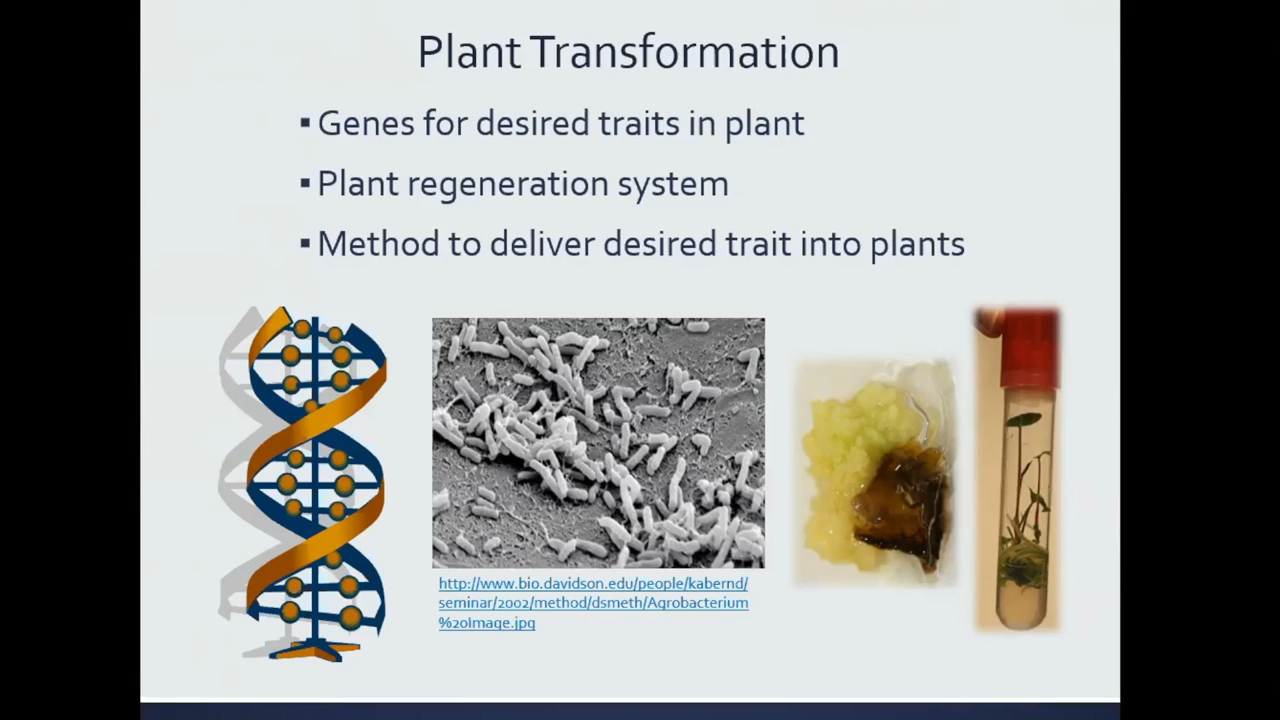 Plant Transformation
▪ Genes for desired traits in plant
▪ Plant regeneration system
▪ Method to deliver desired trait into plants
http://www.bio.davidson.edu/people/kabernd/
seminar/2002/method/dsmeth/Agrobacterium
%20Image.jpg